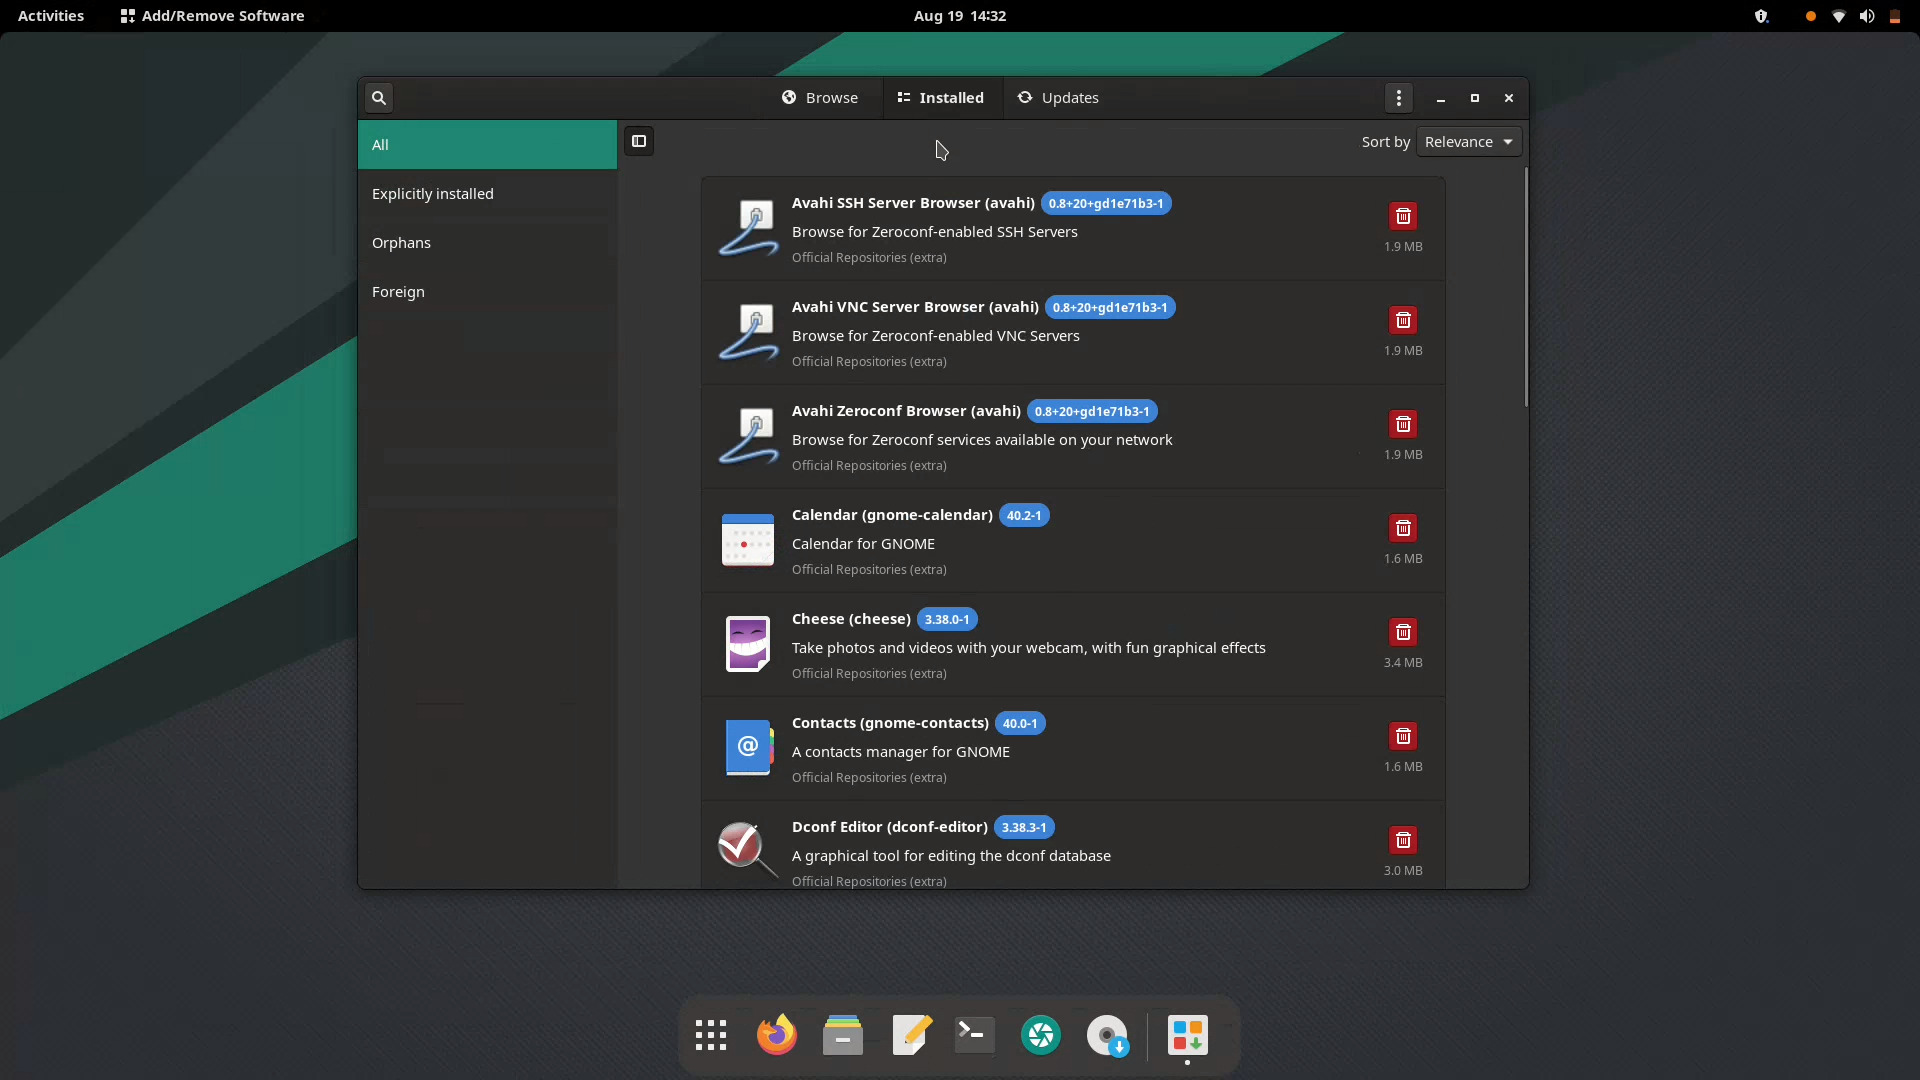 Activities
Add/Remove Software
Aug 19 14:32
Browse
Installed
Updates
All
Explicitly installed
Orphans
Foreign
Sort by Relevance
Avahi SSH Server Browser (avahi) 0.8+20+gd1e71b3-1
Browse for Zeroconf-enabled SSH Servers
Official Repositories (extra)
1.9 MB
Avahi VNC Server Browser (avahi) 0.8+20+gd1e71b3-1
Browse for Zeroconf-enabled VNC Servers
Official Repositories (extra)
1.9 MB
Avahi Zeroconf Browser (avahi) 0.8+20+gd1e71b3-1
Browse for Zeroconf services available on your network
Official Repositories (extra)
1.9 MB
Calendar (gnome-calendar) 40.2-1
Calendar for GNOME
Official Repositories (extra)
1.6 MB
Cheese (cheese) 3.38.0-1
Take photos and videos with your webcam, with fun graphical effects
Official Repositories (extra)
3.4 MB
Contacts (gnome-contacts) 40.0-1
A contacts manager for GNOME
Official Repositories (extra)
1.6 MB
Dconf Editor (dconf-editor) 3.38.3-1
A graphical tool for editing the dconf database
Official Repositories (extra)
3.0 MB